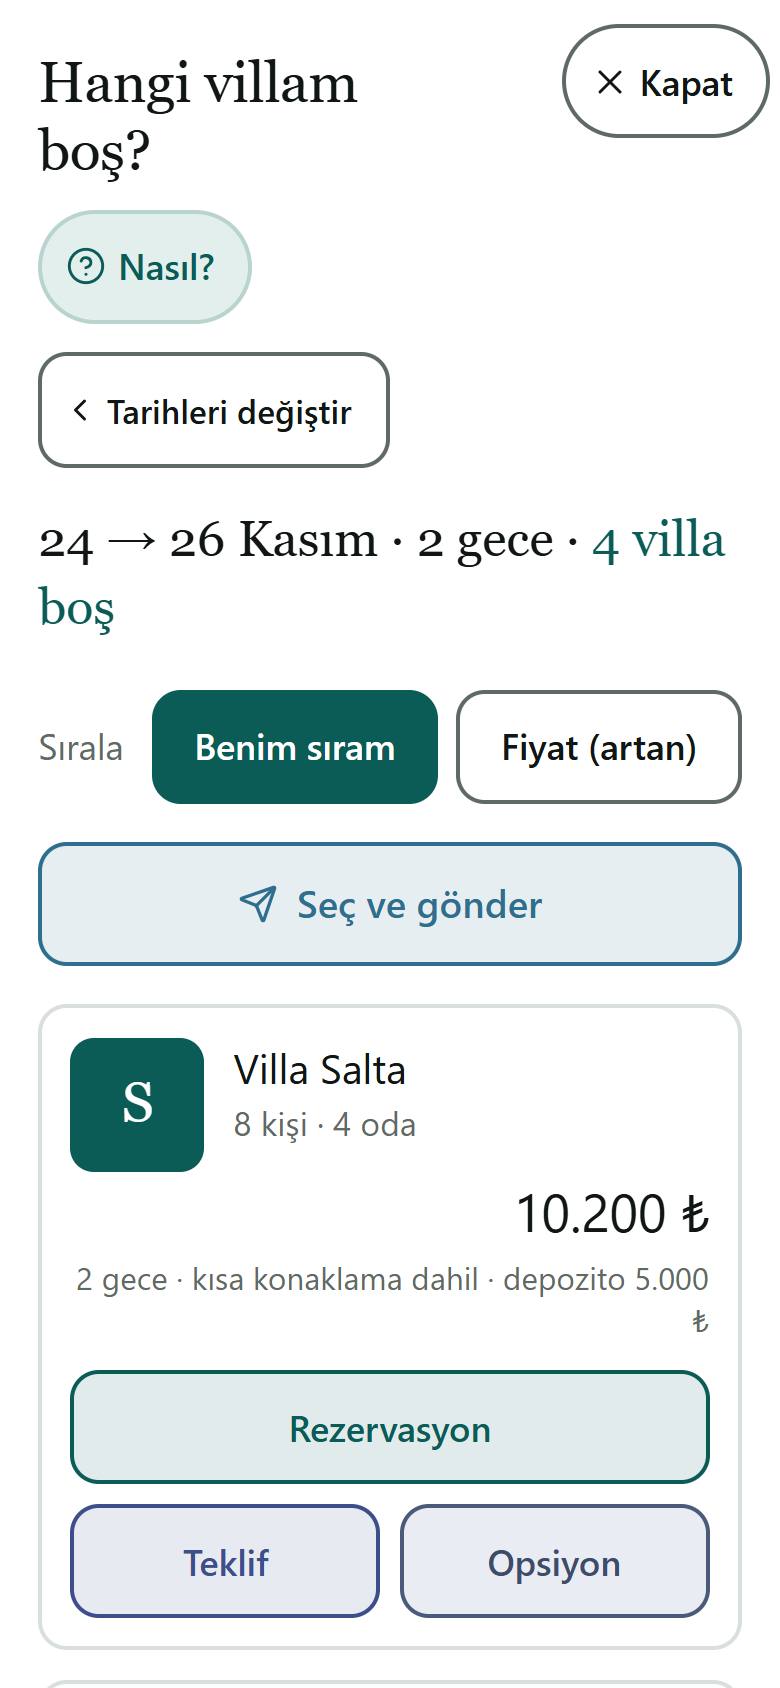 Hangi villam
boş?
Kapat
Nasıl?
Tarihleri değiştir
24 → 26 Kasım · 2 gece · 4 villa
boş
Sırala
Benim sıram
Fiyat (artan)
Seç ve gönder
S
Villa Salta
8 kişi · 4 oda
10.200 ₺
2 gece · kısa konaklama dahil · depozito 5.000
₺
Rezervasyon
Teklif
Opsiyon